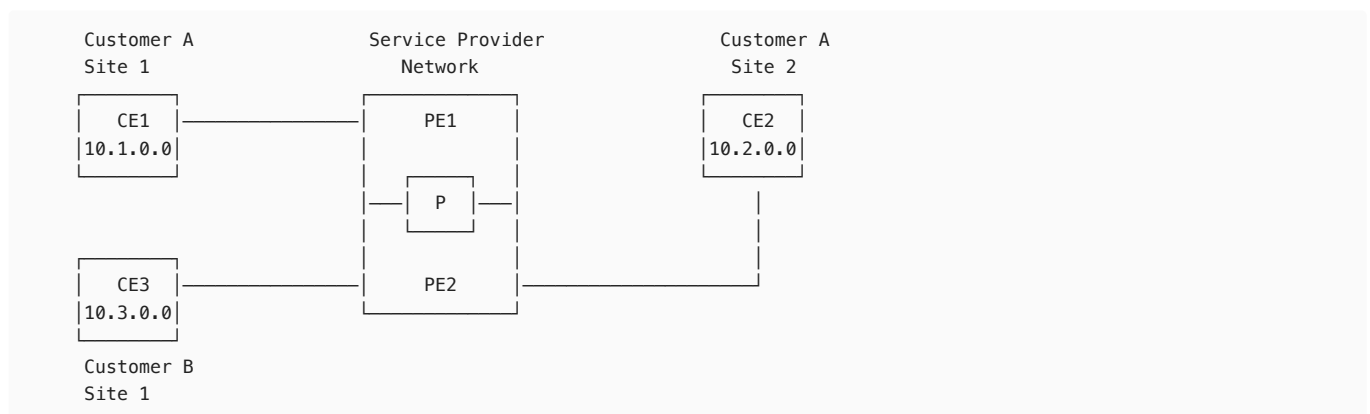 Customer A Service Provider Customer A
Site 1 Network Site 2
CE1 PE1 CE2
10.1.0.0 10.2.0.0
P
CE3 PE2
10.3.0.0
Customer B
Site 1